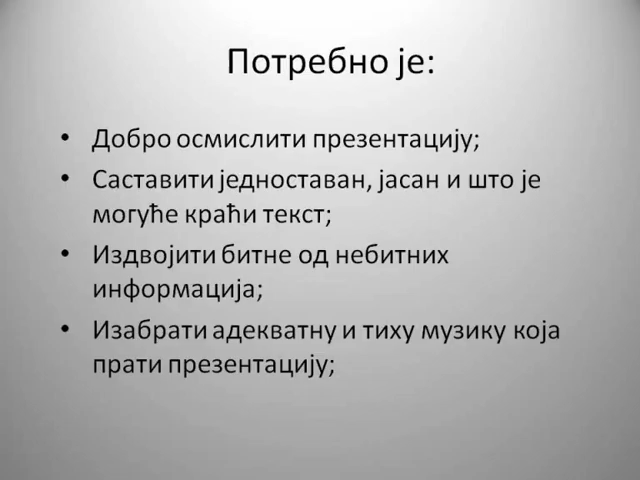 Потребно је:
• Добро осмислити презентацију;
• Саставити једноставан, јасан и што је
могуће краћи текст;
• Издвојити битне од небитних
информација;
• Изабрати адекватну и тиху музику која
прати презентацију;